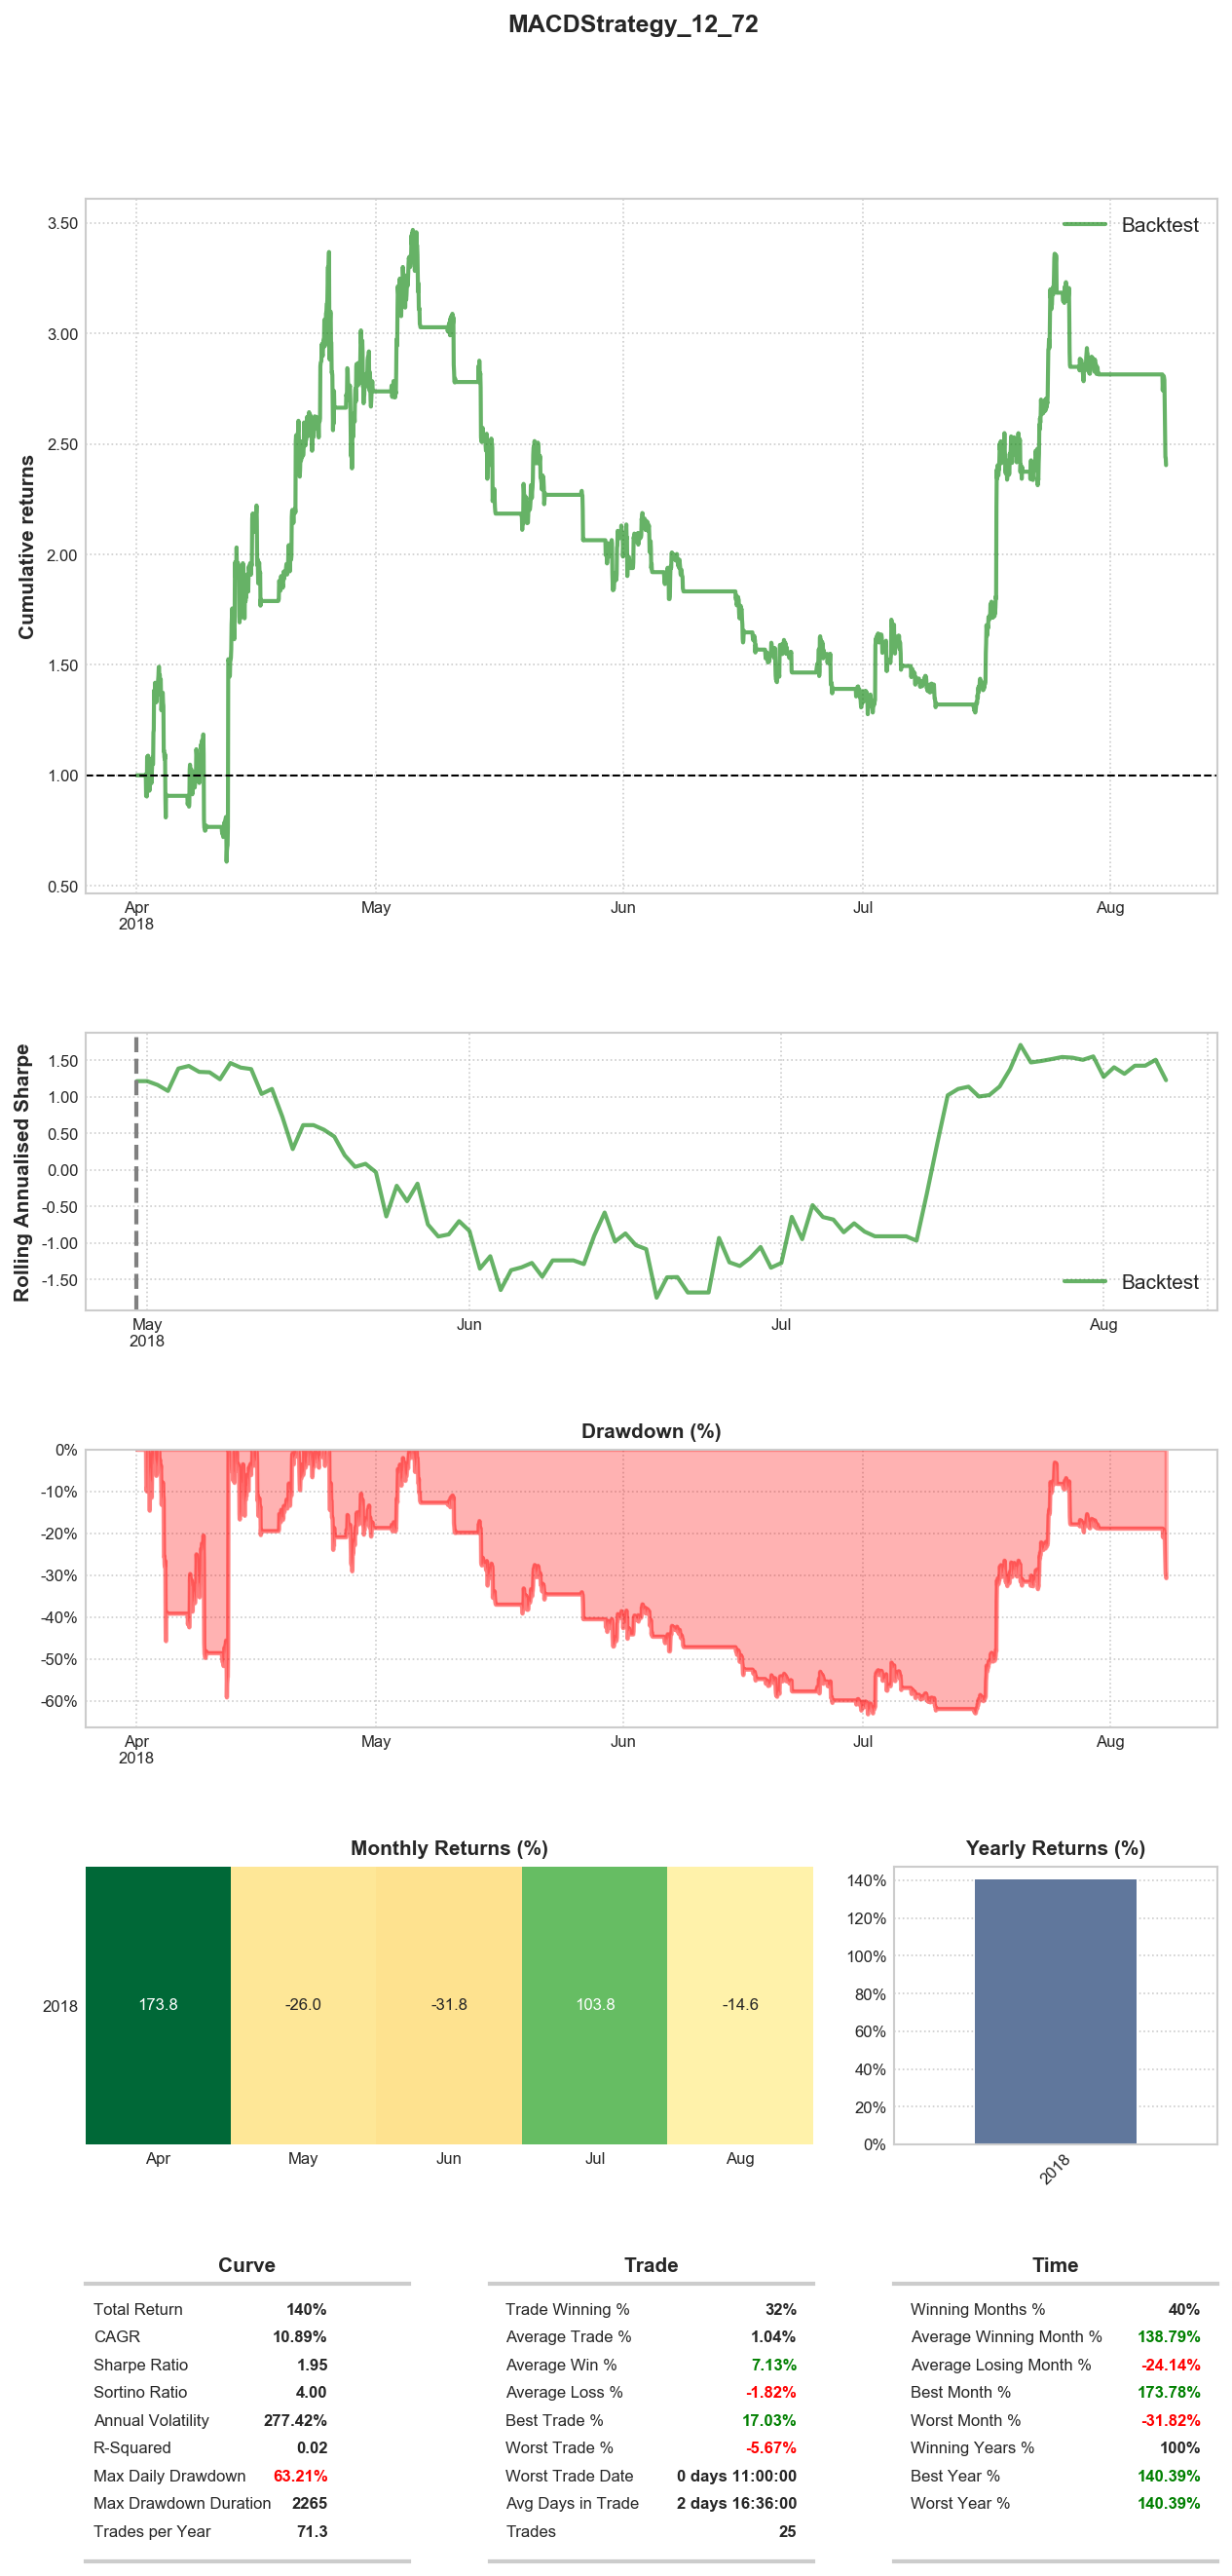 MACDStrategy_12_72
Cumulative returns
3.50
3.00
2.50
2.00
1.50
1.00
0.50
Backtest
Apr
2018
May
Jun
Jul
Aug
Rolling Annualised Sharpe
1.50
1.00
0.50
0.00
-0.50
-1.00
-1.50
Backtest
May
2018
Jun
Jul
Aug
Drawdown (%)
0%
-10%
-20%
-30%
-40%
-50%
-60%
Apr
2018
May
Jun
Jul
Aug
Monthly Returns (%)
2018
173.8
-26.0
-31.8
103.8
-14.6
Apr
May
Jun
Jul
Aug
Yearly Returns (%)
140%
120%
100%
80%
60%
40%
20%
0%
2018
Curve
Total Return 140%
CAGR 10.89%
Sharpe Ratio 1.95
Sortino Ratio 4.00
Annual Volatility 277.42%
R-Squared 0.02
Max Daily Drawdown 63.21%
Max Drawdown Duration 2265
Trades per Year 71.3
Trade
Trade Winning % 32%
Average Trade % 1.04%
Average Win % 7.13%
Average Loss % -1.82%
Best Trade % 17.03%
Worst Trade % -5.67%
Worst Trade Date 0 days 11:00:00
Avg Days in Trade 2 days 16:36:00
Trades 25
Time
Winning Months % 40%
Average Winning Month % 138.79%
Average Losing Month % -24.14%
Best Month % 173.78%
Worst Month % -31.82%
Winning Years % 100%
Best Year % 140.39%
Worst Year % 140.39%